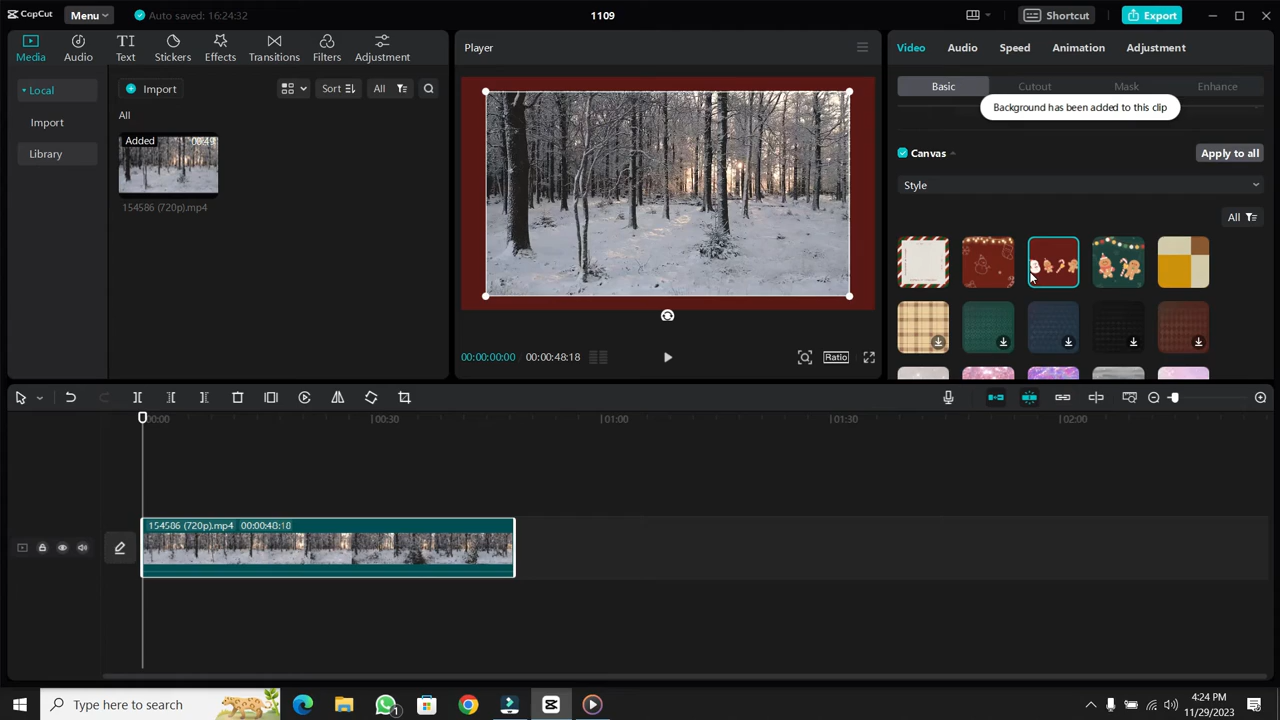 CapCut
Menu
Auto saved: 16:24:32
1109
Shortcut
Export
Media
Audio
Text
Stickers
Effects
Transitions
Filters
Adjustment
Local
Import
Library
Import
Sort
All
All
Added
00:49
154586 (720p).mp4
Player
00:00:00:00
00:00:48:18
Ratio
Video
Audio
Speed
Animation
Adjustment
Basic
Cutout
Mask
Enhance
Background has been added to this clip
Canvas
Apply to all
Style
All
00:00
00:30
01:00
01:30
02:00
154586 (720p).mp4 00:00:48:18
Type here to search
1
4:24 PM
11/29/2023